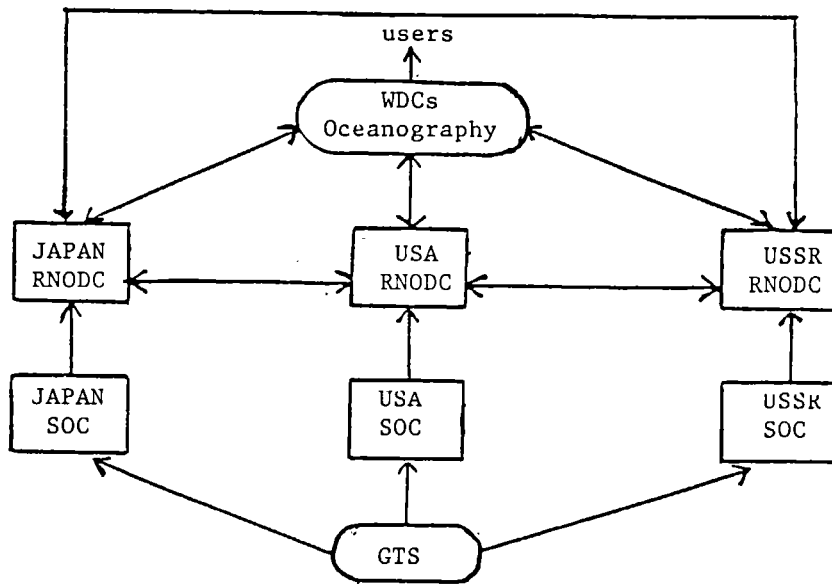 users
WDCs
Oceanography
JAPAN
RNODC
USA
RNODC
USSR
RNODC
JAPAN
SOC
USA
SOC
USSR
SOC
GTS